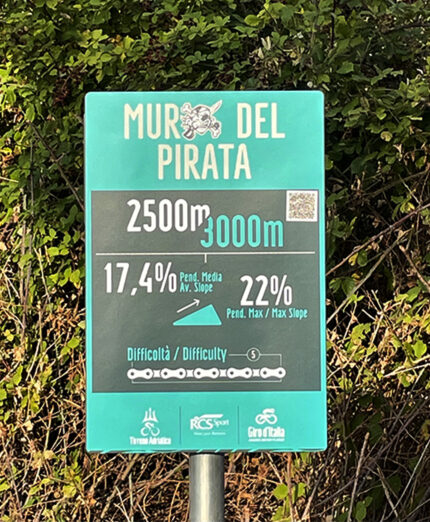 MURO DEL
PIRATA
2500m
3000m
17,4% Pend. Media
Av. Slope
22%
Pend. Max / Max Slope
Difficoltà / Difficulty 5
Tirreno Adriatico
RCS Sport
Giro d'Italia